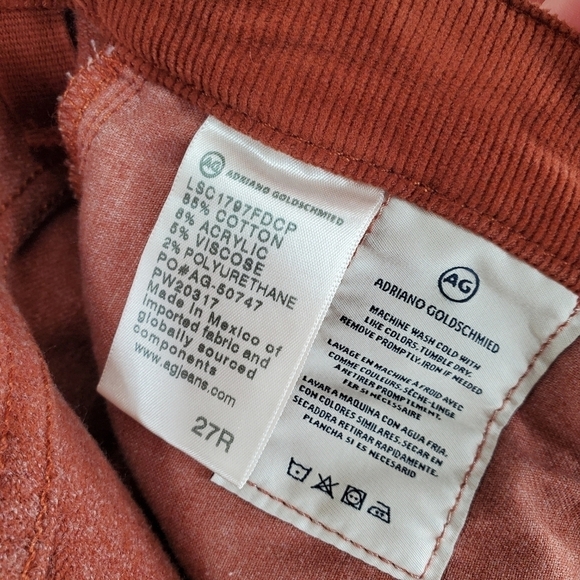 AG ADRIANO GOLDSCHMIED
LSC1797FDCP
85% COTTON
8% ACRYLIC
5% VISCOSE
2% POLYURETHANE
PO#AG-50747
PW20317
Made in Mexico of
Imported fabric and
globally sourced
components
www.agjeans.com
27R
AG
ADRIANO GOLDSCHMIED
MACHINE WASH COLD WITH
LIKE COLORS, TUMBLE DRY.
REMOVE PROMPTLY, IRON IF NEEDED
LAVAGE EN MACHINE A FROID AVEC
COMME COULEURS-SÈCHE-LINGE
A RETIRER PROMPTEMENT.
FER SI NECESSAIRE
LAVAR A MAQUINA CON AGUA FRIA.
CON COLORES SIMILARES. SECAR EN
SECADORA RETIRAR RAPIDAMENTE.
PLANCHA SI ES NECESARIO